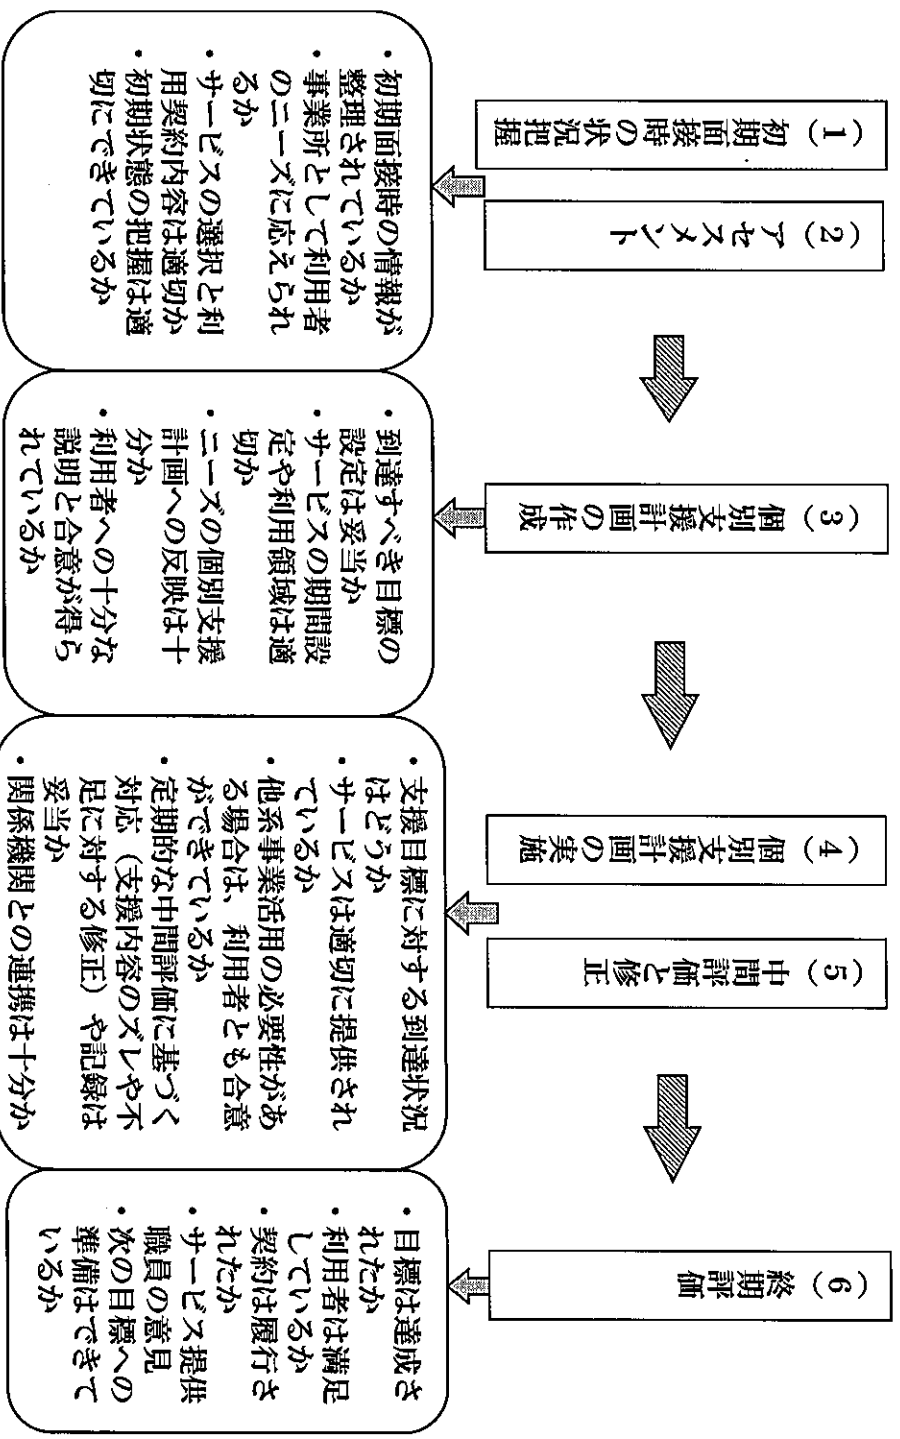 （1）初期面接時の状況把握
（2）アセスメント
・初期面接時の情報が
整理されているか
・事業所として利用者
のニーズに応えられ
るか
・サービスの選択と利
用契約内容は適切か
・初期状態の把握は適
切にできているか
（3）個別支援計画の作成
・到達すべき目標の
設定は妥当か
・サービスの期間設
定や利用領域は適
切か
・ニーズの個別支援
計画への反映は十
分か
・利用者への十分な
説明と合意が得ら
れているか
（4）個別支援計画の実施
（5）中間評価と修正
・支援目標に対する到達状況
はどうか
・サービスは適切に提供され
ているか
・他系事業活用の必要性があ
る場合は、利用者とも合意
ができているか
・定期的な中間評価に基づく
対応（支援内容のズレや不
足に対する修正）や記録は
妥当か
・関係機関との連携は十分か
（6）終期評価
・目標は達成さ
れたか
・利用者は満足
しているか
・契約は履行さ
れたか
・サービス提供
職員の意見
・次の目標への
準備はできて
いるか